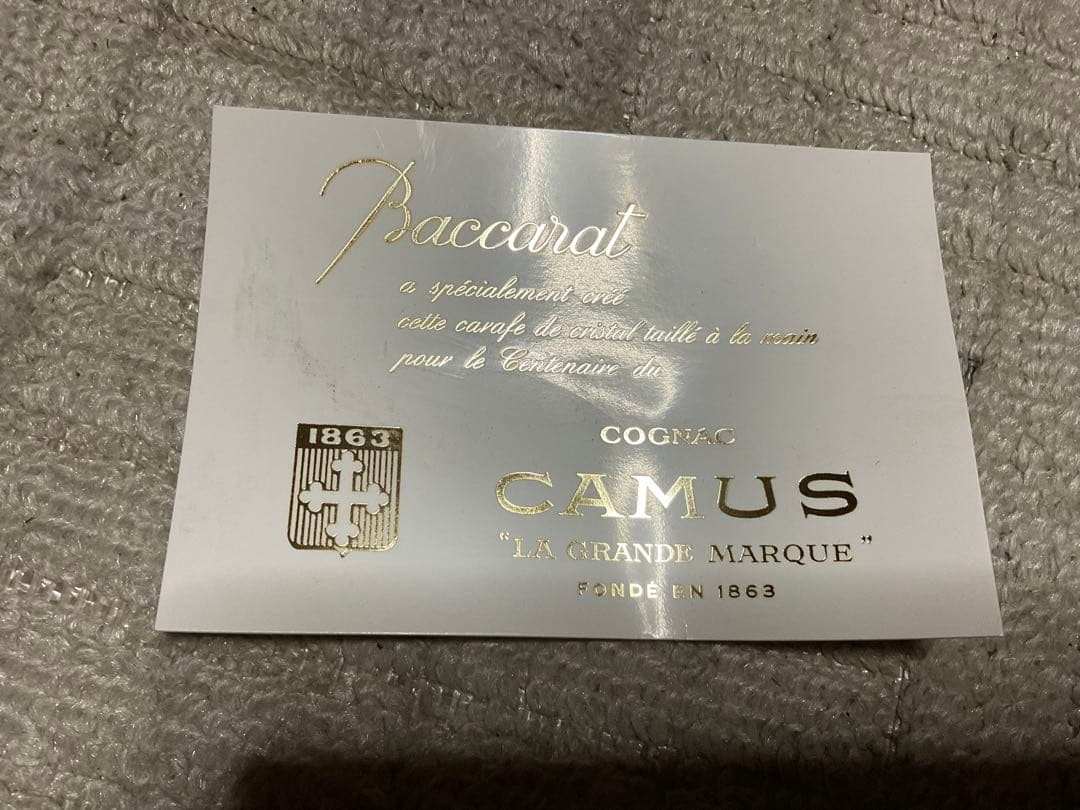 Baccarat
a spécialement créé
cette carafe de cristal taillé à la main
pour le Centenaire du
COGNAC
CAMUS
"LA GRANDE MARQUE"
FONDÉ EN 1863
1863